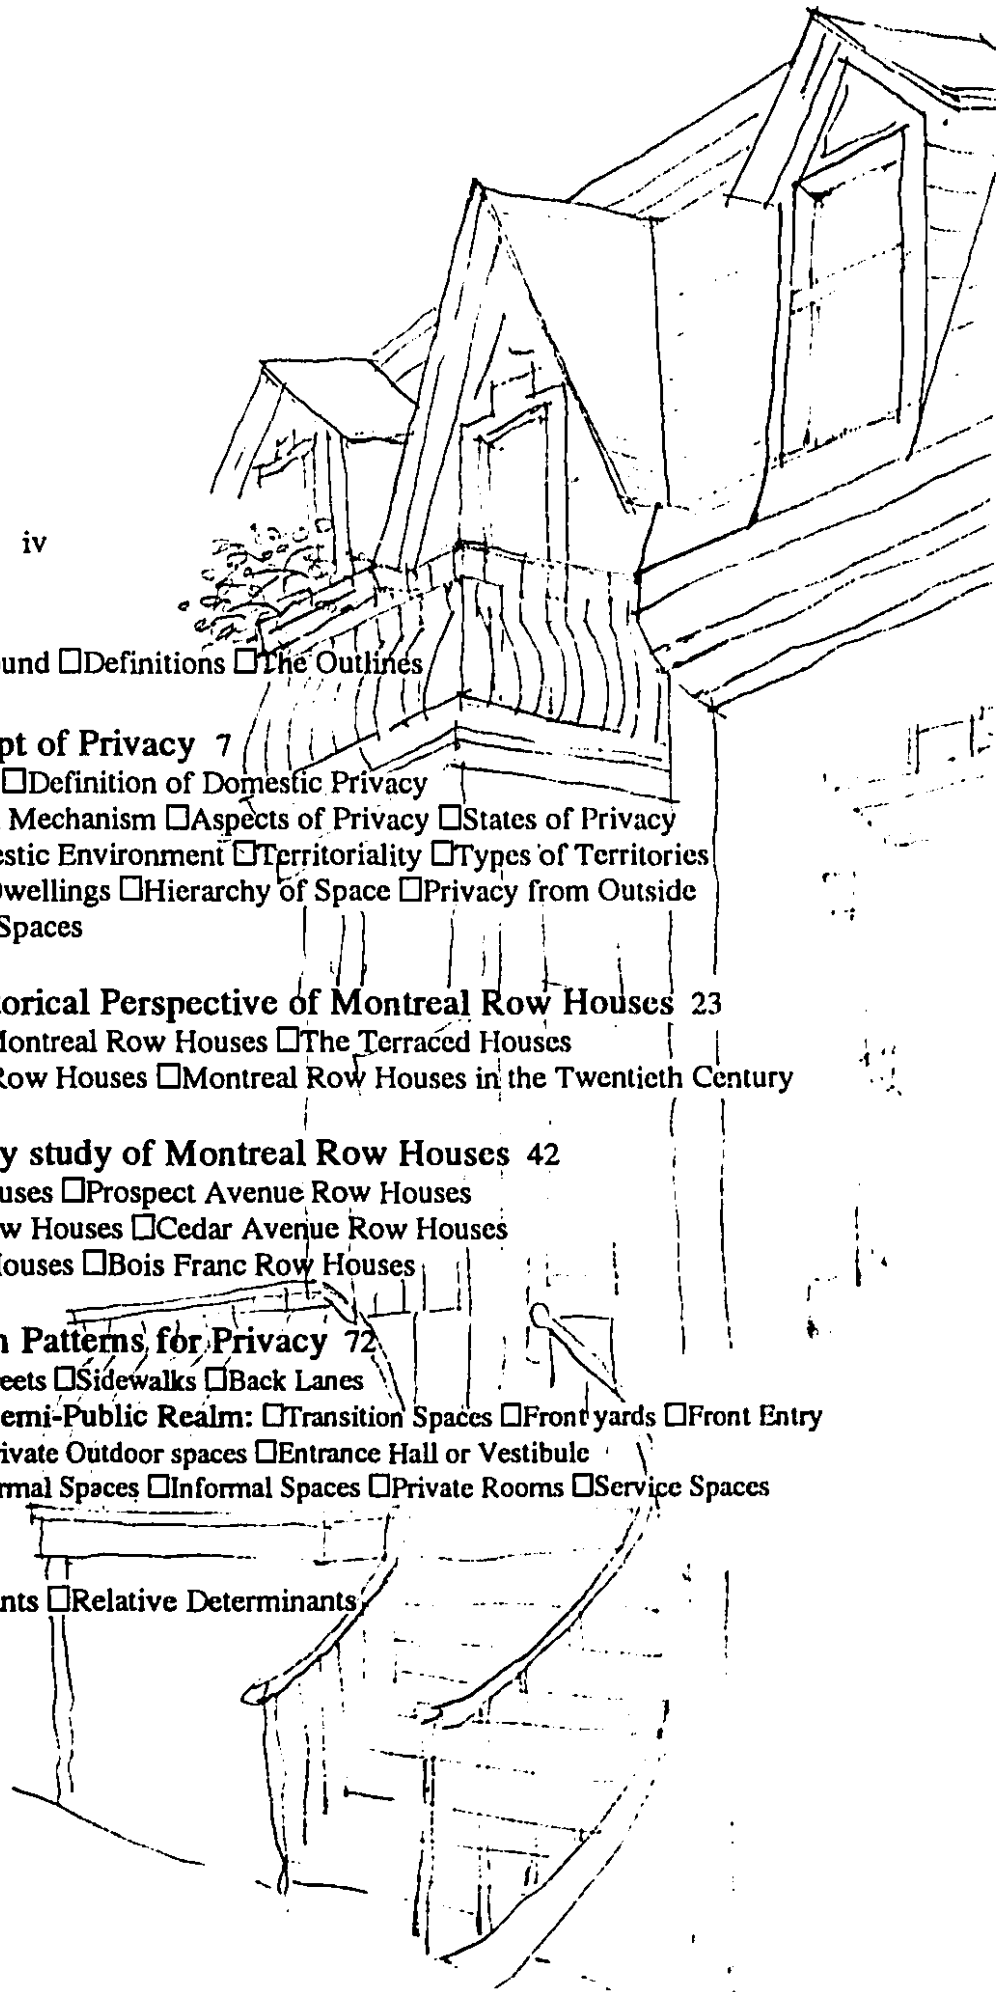 iv
und □Definitions □The Outlines
pt of Privacy 7
□Definition of Domestic Privacy
Mechanism □Aspects of Privacy □States of Privacy
estic Environment □Territoriality □Types of Territories
Dwellings □Hierarchy of Space □Privacy from Outside
Spaces
torical Perspective of Montreal Row Houses 23
Montreal Row Houses □The Terraced Houses
Row Houses □Montreal Row Houses in the Twentieth Century
y study of Montreal Row Houses 42
uses □Prospect Avenue Row Houses
w Houses □Cedar Avenue Row Houses
Houses □Bois Franc Row Houses
n Patterns for Privacy 72
eets □Sidewalks □Back Lanes
emi-Public Realm: □Transition Spaces □Front yards □Front Entry
ivate Outdoor spaces □Entrance Hall or Vestibule
rmal Spaces □Informal Spaces □Private Rooms □Service Spaces
nts □Relative Determinants